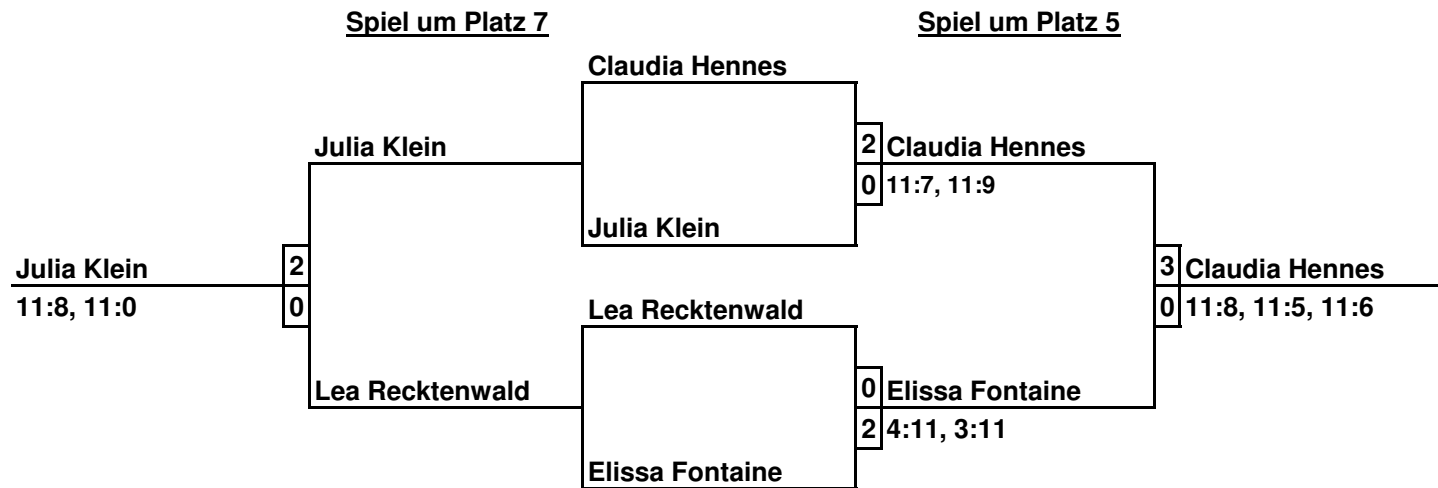 Spiel um Platz 7 Spiel um Platz 5
Claudia Hennes
Julia Klein 2 Claudia Hennes
0 11:7, 11:9
Julia Klein
Julia Klein 2 3 Claudia Hennes
11:8, 11:0 0 0 11:8, 11:5, 11:6
Lea Recktenwald
Lea Recktenwald 0 Elissa Fontaine
2 4:11, 3:11
Elissa Fontaine